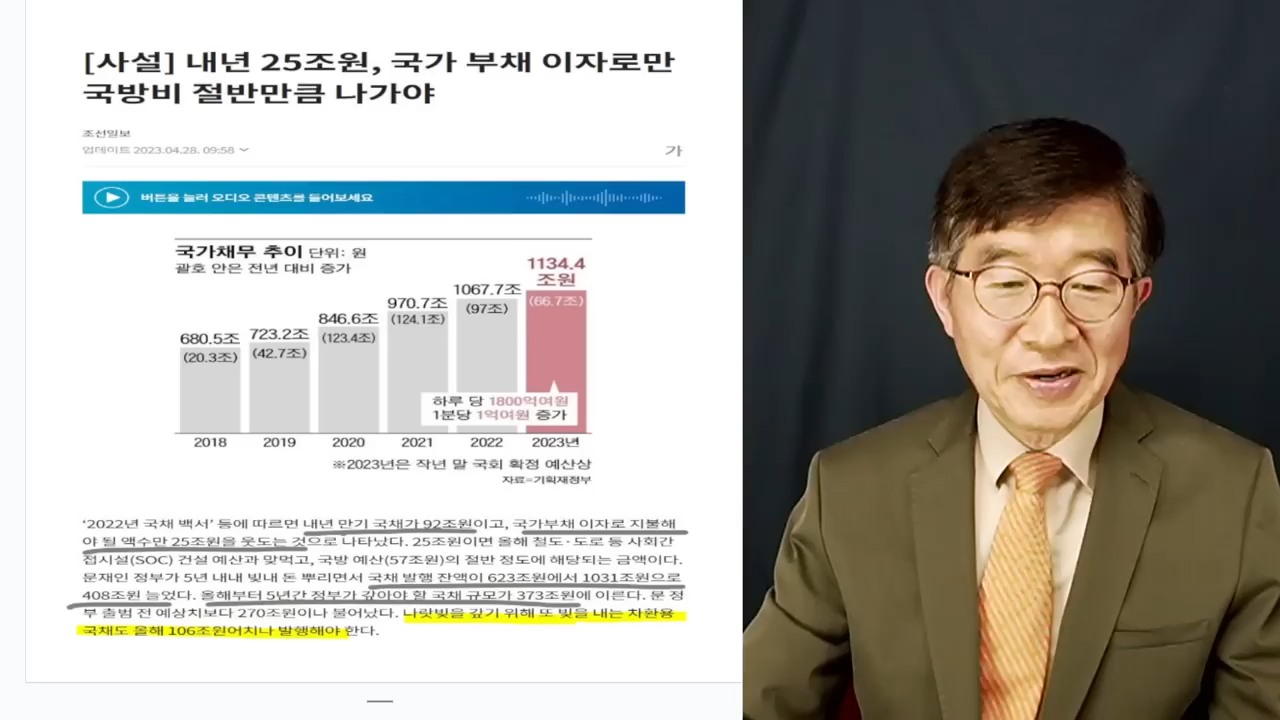 [사설] 내년 25조원, 국가 부채 이자로만
국방비 절반만큼 나가야
조선일보
업데이트 2023.04.28. 09:58
가
버튼을 눌러 오디오 콘텐츠를 들어보세요
국가채무 추이 단위: 원
괄호 안은 전년 대비 증가
680.5조
(20.3조)
723.2조
(42.7조)
846.6조
(123.4조)
970.7조
(124.1조)
1067.7조
(97조)
1134.4
조원
(66.7조)
하루 당 1800억여원
1분당 1억여원 증가
2018 2019 2020 2021 2022 2023년
※2023년은 작년 말 국회 확정 예산상
자료=기획재정부
‘2022년 국채 백서’ 등에 따르면 내년 만기 국채가 92조원이고, 국가부채 이자로 지불해
야 될 액수만 25조원을 웃도는 것으로 나타났다. 25조원이면 올해 철도·도로 등 사회간
접시설(SOC) 건설 예산과 맞먹고, 국방 예산(57조원)의 절반 정도에 해당되는 금액이다.
문재인 정부가 5년 내내 빚내 돈 뿌리면서 국채 발행 잔액이 623조원에서 1031조원으로
408조원 늘었다. 올해부터 5년간 정부가 갚아야 할 국채 규모가 373조원에 이른다. 문 정
부 출범 전 예상치보다 270조원이나 불어났다. 나랏빚을 갚기 위해 또 빚을 내는 차환용
국채도 올해 106조원어치나 발행해야 한다.